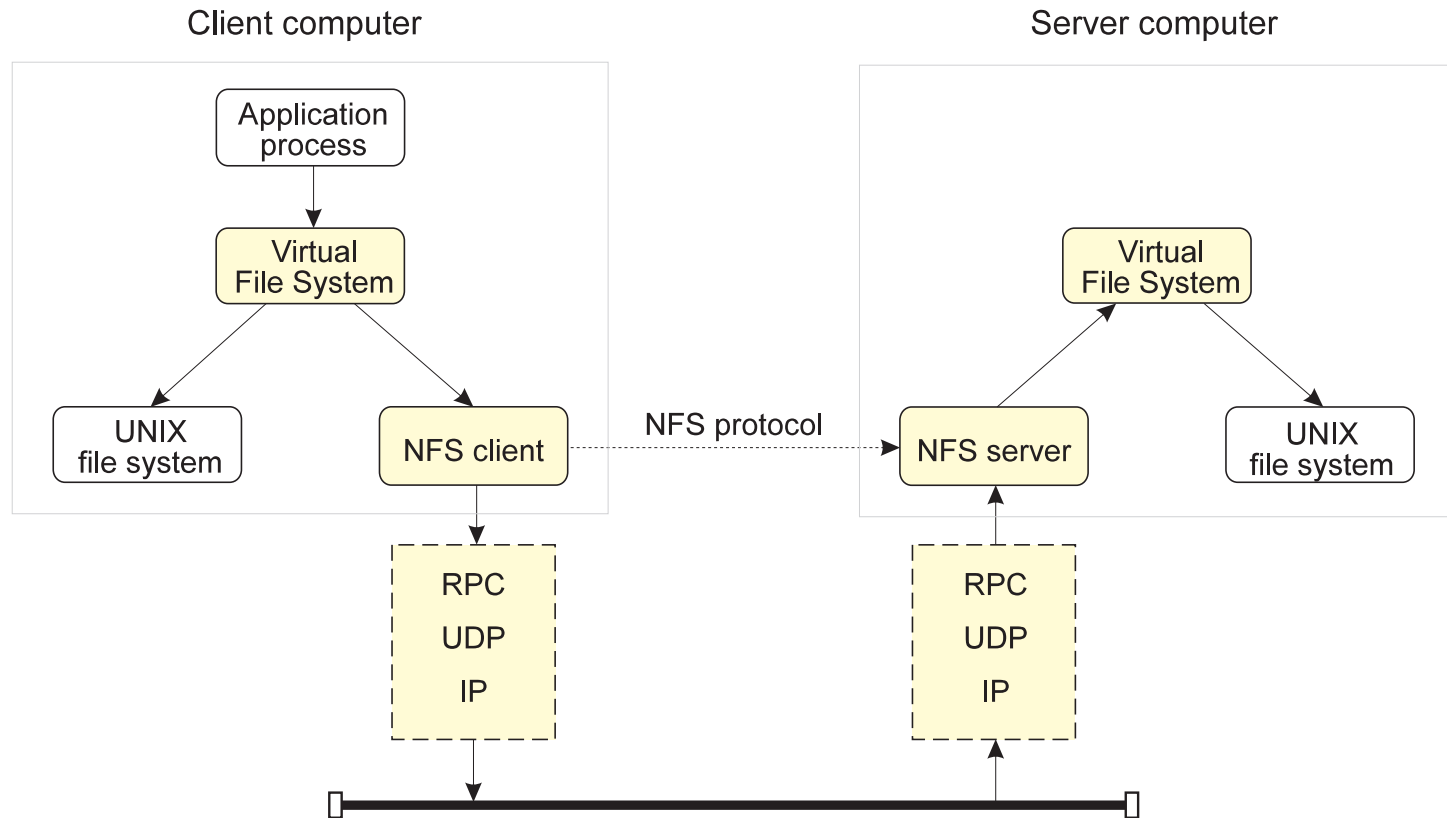 Client computer
Server computer
Application
process
Virtual
File System
Virtual
File System
UNIX
file system
NFS client
NFS protocol
NFS server
UNIX
file system
RPC
UDP
IP
RPC
UDP
IP